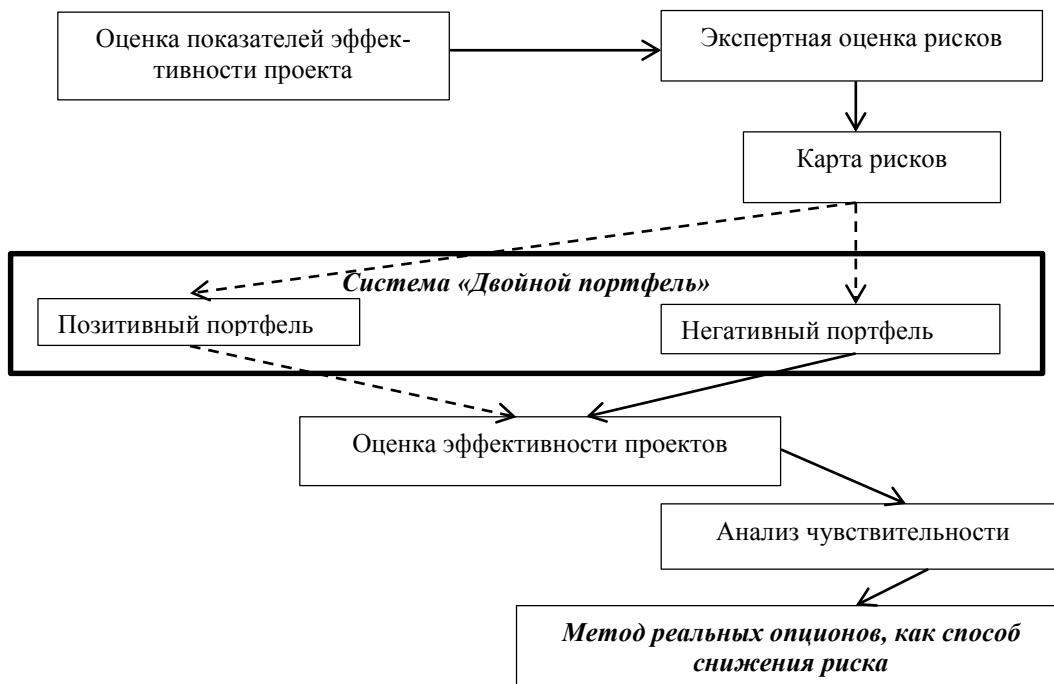 Оценка показателей эффек-
тивности проекта
Экспертная оценка рисков
Карта рисков
Система «Двойной портфель»
Позитивный портфель
Негативный портфель
Оценка эффективности проектов
Анализ чувствительности
Метод реальных опционов, как способ
снижения риска